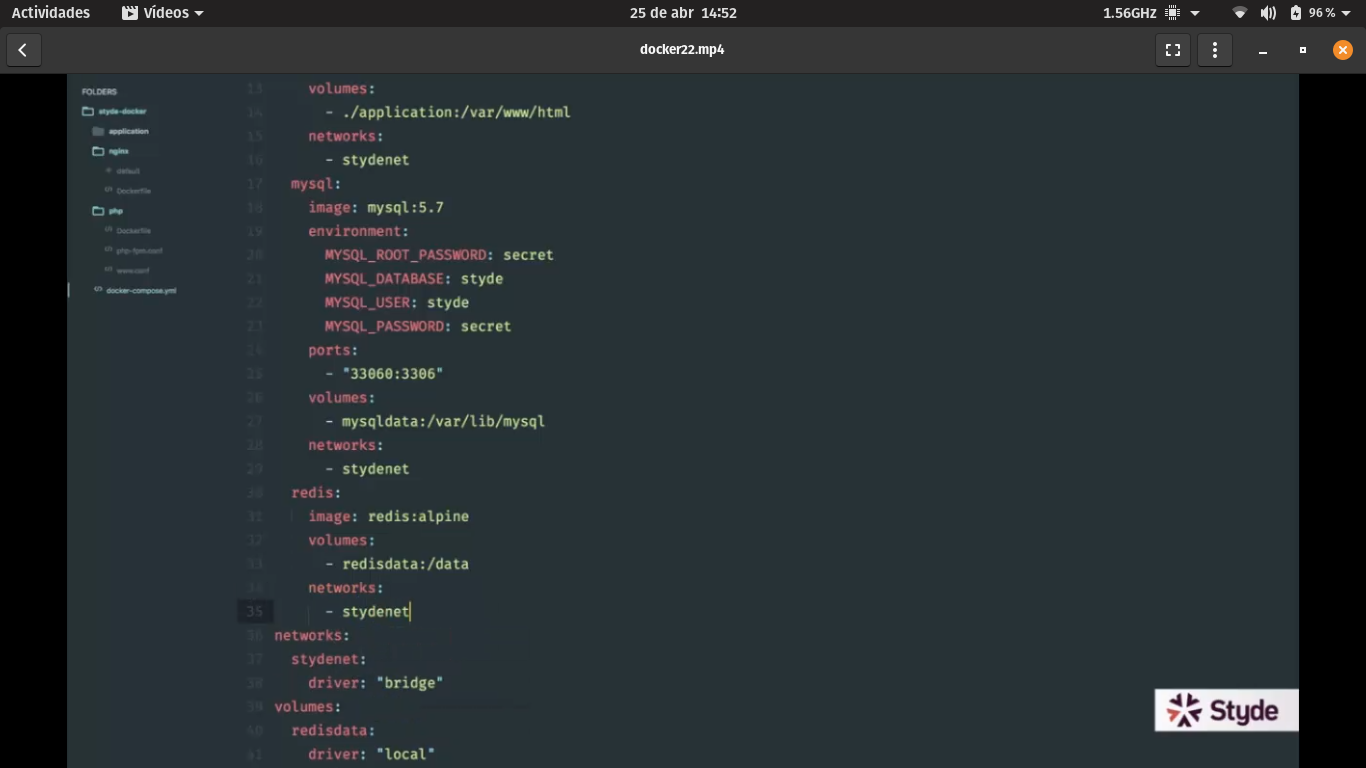 Actividades
Vídeos
25 de abr 14:52
1.56GHz
96 %
docker22.mp4
FOLDERS
styde-docker
application
nginx
default
Dockerfile
php
Dockerfile
php-fpm.conf
www.conf
docker-compose.yml
13 volumes:
14 - ./application:/var/www/html
15 networks:
16 - stydenet
17 mysql:
18 image: mysql:5.7
19 environment:
20 MYSQL_ROOT_PASSWORD: secret
21 MYSQL_DATABASE: styde
22 MYSQL_USER: styde
23 MYSQL_PASSWORD: secret
24 ports:
25 - "33060:3306"
26 volumes:
27 - mysqldata:/var/lib/mysql
28 networks:
29 - stydenet
30 redis:
31 image: redis:alpine
32 volumes:
33 - redisdata:/data
34 networks:
35 - stydenet
36 networks:
37 stydenet:
38 driver: "bridge"
39 volumes:
40 redisdata:
41 driver: "local"
Styde